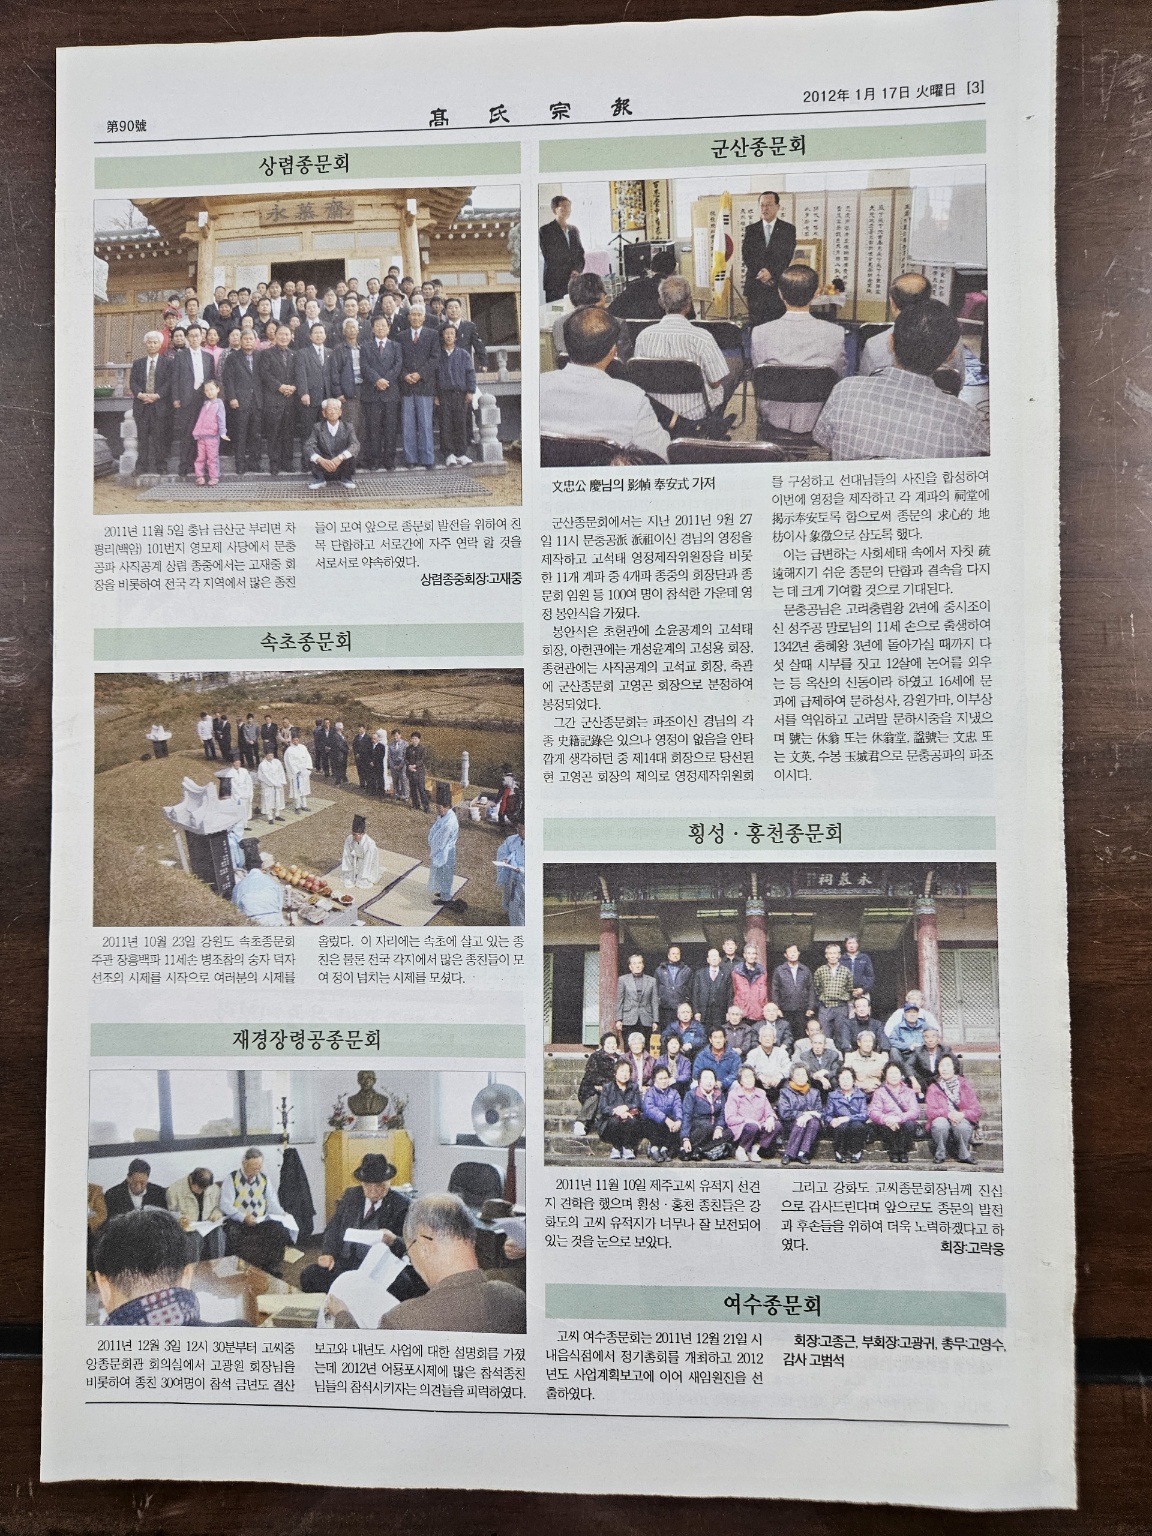 第90號
髙氏宗報
2012年 1月 17日 火曜日 [3]
상렴종문회
永慕齋
2011년 11월 5일 충남 금산군 부리면 차
평리(백암) 101번지 영모제 사당에서 문충
공파 사직공계 상렴 종중에서는 고재중 회
장을 비롯하여 전국 각 지역에서 많은 종친
들이 모여 앞으로 종문회 발전을 위하여 친
목 단합하고 서로간에 자주 연락 할 것을
서로서로 약속하였다.
상렴종중회장:고재중
속초종문회
2011년 10월 23일 강원도 속초종문회
주관 장흥백파 11세손 병조참의 숭자 덕자
선조의 시제를 시작으로 여러분의 시제를
올렸다. 이 자리에는 속초에 살고 있는 종
친은 물론 전국 각지에서 많은 종친들이 모
여 정이 넘치는 시제를 모셨다.
재경장령공종문회
2011년 12월 3일 12시 30분부터 고씨중
앙종문회관 회의실에서 고광원 회장님을
비롯하여 종친 30여명이 참석 금년도 결산
보고와 내년도 사업에 대한 설명회를 가졌
는데 2012년 어룡포시제에 많은 참석종친
님들의 참석시키자는 의견들을 피력하였다.
군산종문회
文忠公 慶님의 影幀 奉安式 가져
군산종문회에서는 지난 2011년 9월 27
일 11시 문충공派 派祖이신 경님의 영정을
제작하고 고석태 영정제작위원장을 비롯
한 11개 계파 중 4개파 종중의 회장단과 종
문회 임원 등 100여 명이 참석한 가운데 영
정 봉안식을 가졌다.
봉안식은 초헌관에 소윤공계의 고석태
회장, 아헌관에는 개성윤계의 고성용 회장,
종헌관에는 사직공계의 고석교 회장, 축관
에 군산종문회 고영곤 회장으로 분정하여
봉정되었다.
그간 군산종문회는 파조이신 경님의 각
종 史籍記錄은 있으나 영정이 없음을 안타
깝게 생각하던 중 제14대 회장으로 당선된
현 고영곤 회장의 제의로 영정제작위원회
를 구성하고 선대님들의 사진을 합성하여
이번에 영정을 제작하고 각 계파의 祠堂에
揭示奉安토록 함으로써 종문의 求心的 地
枋이사 象徵으로 삼도록 했다.
이는 급변하는 사회세태 속에서 자칫 疏
遠해지기 쉬운 종문의 단합과 결속을 다지
는 데 크게 기여할 것으로 기대된다.
문충공님은 고려충렬왕 2년에 중시조이
신 성주공 말로님의 11세 손으로 출생하여
1342년 충혜왕 3년에 돌아가실 때까지 다
섯 살때 시부를 짓고 12살에 논어를 외우
는 등 옥산의 신동이라 하였고 16세에 문
과에 급제하여 문하성사, 강원가마, 이부상
서를 역임하고 고려말 문하시중을 지냈으
며 號는 休翁 또는 休翁堂, 諡號는 文忠 또
는 文英, 수봉 玉城君으로 문충공파의 파조
이시다.
횡성 · 홍천종문회
永慕祠
2011년 11월 10일 제주고씨 유적지 선견
지 견학을 했으며 횡성 · 홍천 종친들은 강
화도의 고씨 유적지가 너무나 잘 보전되어
있는 것을 눈으로 보았다.
그리고 강화도 고씨종문회장님께 진심
으로 감사드린다며 앞으로도 종문의 발전
과 후손들을 위하여 더욱 노력하겠다고 하
였다.
회장:고락웅
여수종문회
고씨 여수종문회는 2011년 12월 21일 시
내음식점에서 정기총회를 개최하고 2012
년도 사업계획보고에 이어 새임원진을 선
출하였다.
회장:고종근, 부회장:고광귀, 총무:고영수,
감사 고범석